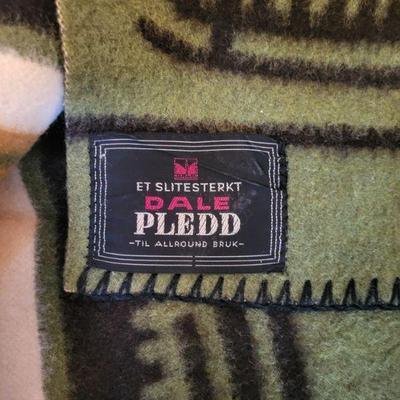 ET SLITESTERKT
DALE
PLEDD
-TIL ALLROUND BRUK-